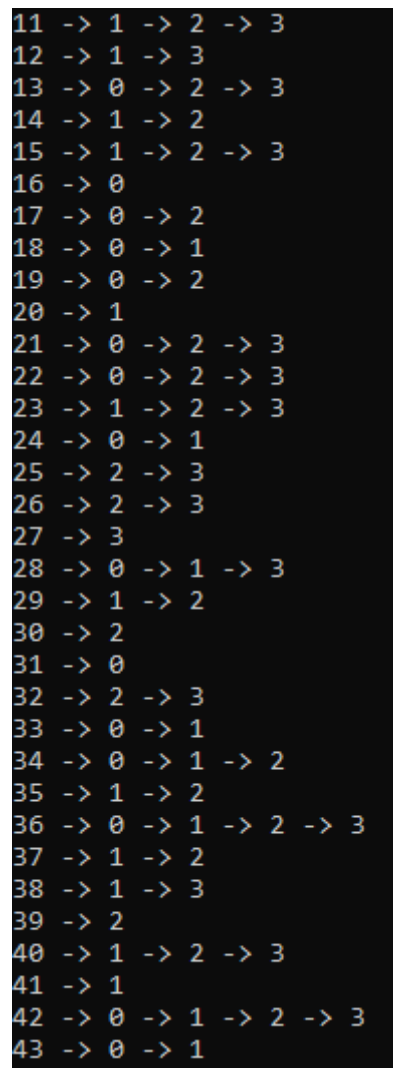 11 -> 1 -> 2 -> 3
12 -> 1 -> 3
13 -> 0 -> 2 -> 3
14 -> 1 -> 2
15 -> 1 -> 2 -> 3
16 -> 0
17 -> 0 -> 2
18 -> 0 -> 1
19 -> 0 -> 2
20 -> 1
21 -> 0 -> 2 -> 3
22 -> 0 -> 2 -> 3
23 -> 1 -> 2 -> 3
24 -> 0 -> 1
25 -> 2 -> 3
26 -> 2 -> 3
27 -> 3
28 -> 0 -> 1 -> 3
29 -> 1 -> 2
30 -> 2
31 -> 0
32 -> 2 -> 3
33 -> 0 -> 1
34 -> 0 -> 1 -> 2
35 -> 1 -> 2
36 -> 0 -> 1 -> 2 -> 3
37 -> 1 -> 2
38 -> 1 -> 3
39 -> 2
40 -> 1 -> 2 -> 3
41 -> 1
42 -> 0 -> 1 -> 2 -> 3
43 -> 0 -> 1